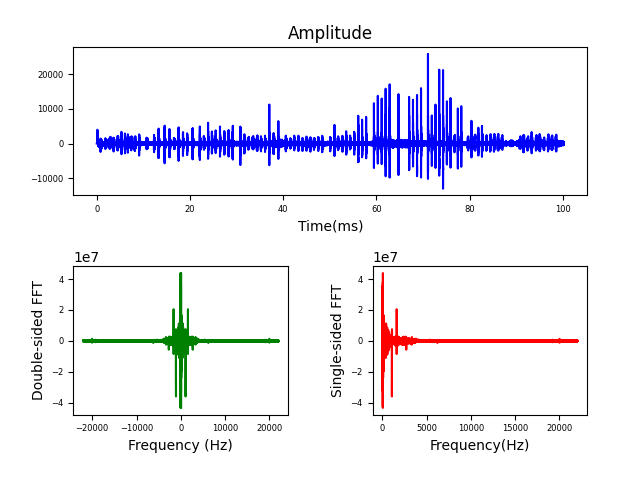 Amplitude
20000
10000
0
−10000
0 20 40 60 80 100
Time(ms)
1e7
4
2
0
−2
−4
Double-sided FFT
−20000 −10000 0 10000 20000
Frequency (Hz)
1e7
4
2
0
−2
−4
Single-sided FFT
0 5000 10000 15000 20000
Frequency(Hz)